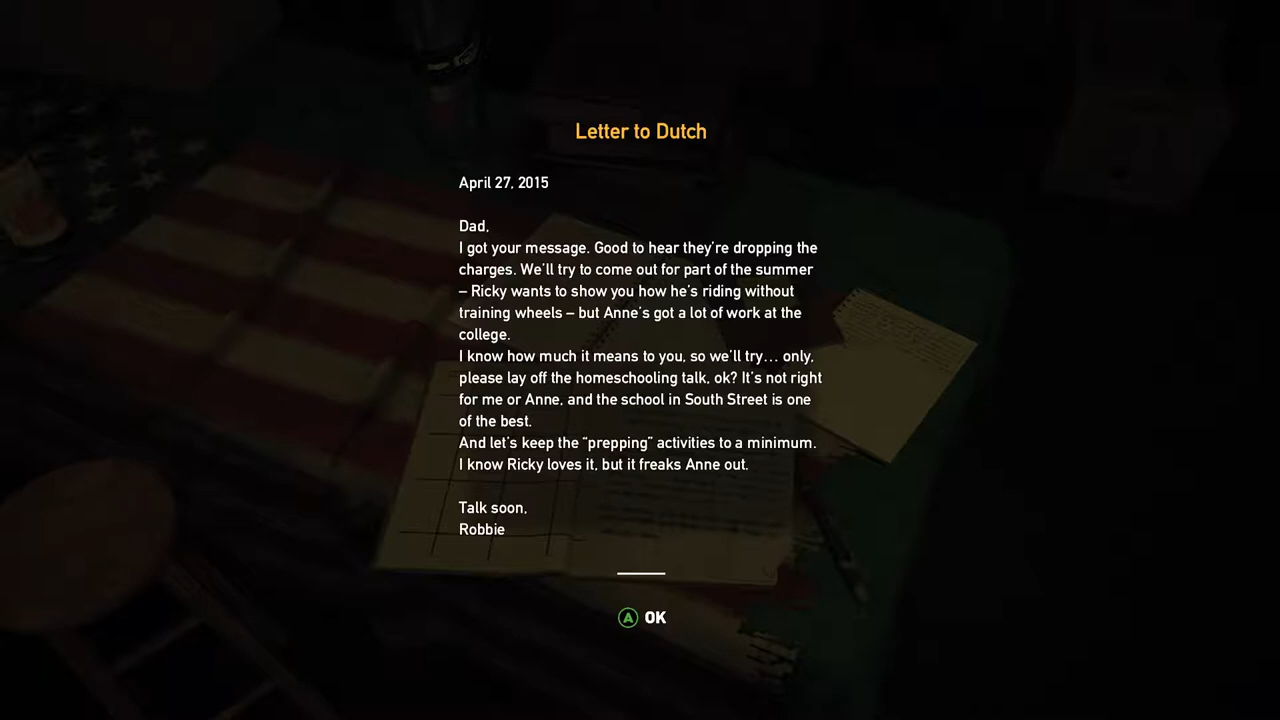 Letter to Dutch
April 27, 2015
Dad,
I got your message. Good to hear they're dropping the
charges. We'll try to come out for part of the summer
– Ricky wants to show you how he's riding without
training wheels – but Anne's got a lot of work at the
college.
I know how much it means to you, so we'll try... only,
please lay off the homeschooling talk, ok? It's not right
for me or Anne, and the school in South Street is one
of the best.
And let's keep the “prepping” activities to a minimum.
I know Ricky loves it, but it freaks Anne out.
Talk soon,
Robbie
A OK